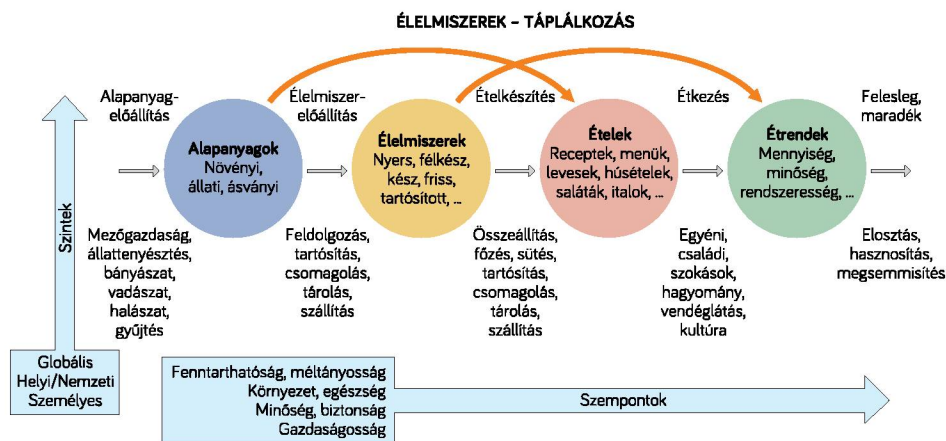 ÉLELMISZEREK – TÁPLÁLKOZÁS
Alapanyag-
előállítás
Alapanyagok
Növényi,
állati, ásványi
Mezőgazdaság,
állattenyésztés,
bányászat,
vadászat,
halászat,
gyűjtés
Élelmiszer-
előállítás
Élelmiszerek
Nyers, félkész,
kész, friss,
tartósított, ...
Feldolgozás,
tartósítás,
csomagolás,
tárolás,
szállítás
Ételkészítés
Ételek
Receptek, menük,
levesek, húsételek,
saláták, italok, ...
Összeállítás,
főzés, sütés,
tartósítás,
csomagolás,
tárolás,
szállítás
Étkezés
Étrendek
Mennyiség,
minőség,
rendszeresség, ...
Egyéni,
családi,
szokások,
hagyomány,
vendéglátás,
kultúra
Felesleg,
maradék
Elosztás,
hasznosítás,
megsemmisítés
Szintek
Globális
Helyi/Nemzeti
Személyes
Fenntarthatóság, méltányosság
Környezet, egészség
Minőség, biztonság
Gazdaságosság
Szempontok